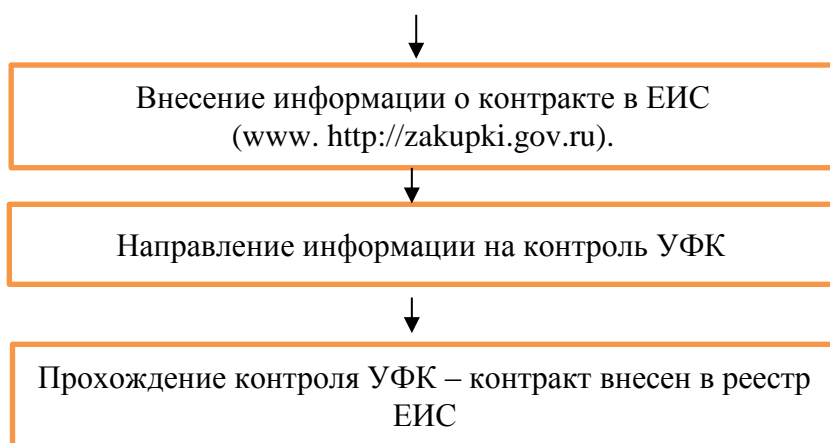 Внесение информации о контракте в ЕИС
(www. http://zakupki.gov.ru).
Направление информации на контроль УФК
Прохождение контроля УФК – контракт внесен в реестр
ЕИС